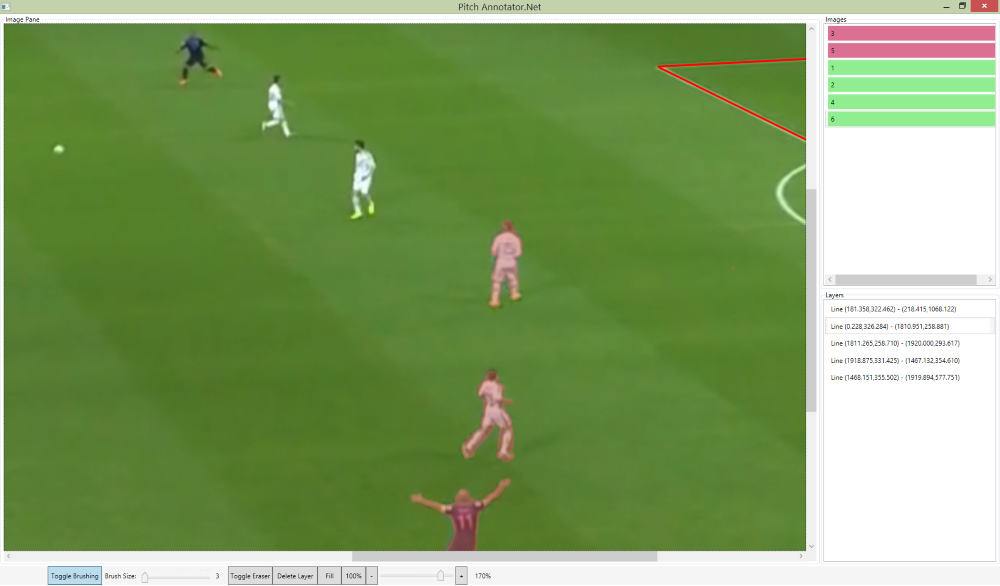 Pitch Annotator.Net
Image Pane
Images
3
5
1
2
4
6
11
Layers
Line (181.358,322.462) - (218.415,1068.122)
Line (0.228,326.284) - (1810.951,258.881)
Line (1811.265,258.710) - (1920.000,293.617)
Line (1918.875,331.425) - (1467.132,354.610)
Line (1468.151,355.502) - (1919.894,577.751)
Toggle Brushing Brush Size: 3 Toggle Eraser Delete Layer Fill 100% - + 170%